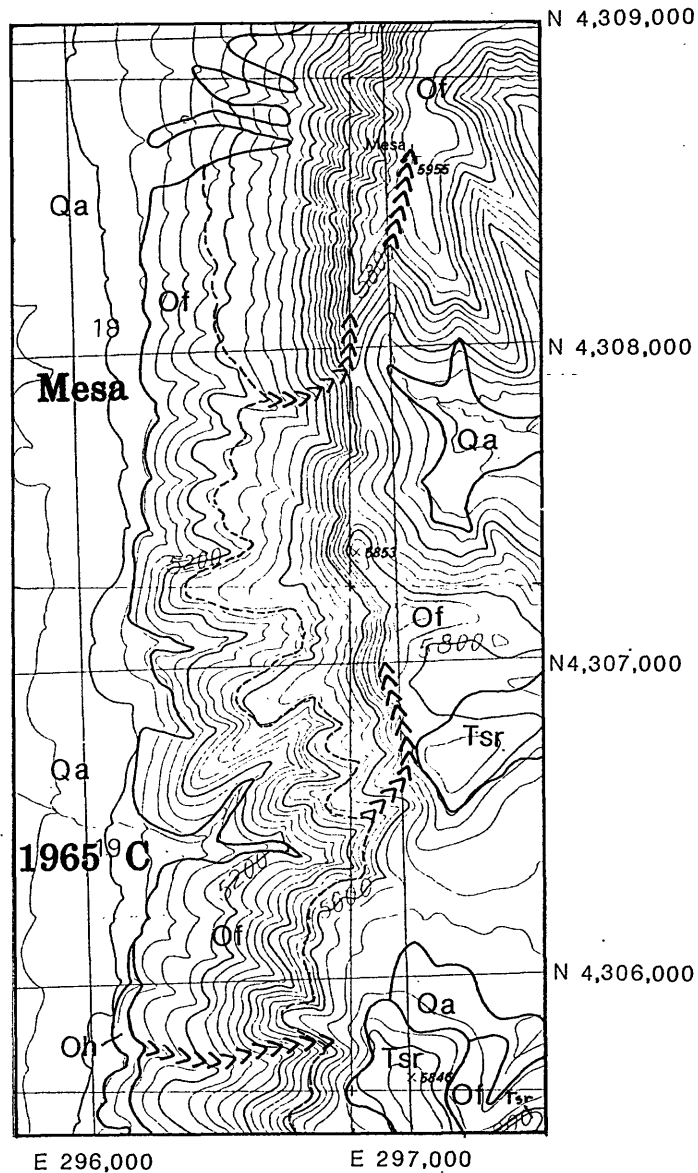 N 4,309,000
Of
Mesa
5955
Qa
Of
18
N 4,308,000
Mesa
Qa
5200
5853
Of
5800
N4,307,000
Tsr
Qa
1965 19 C
5200
5600
Of
N 4,306,000
Qa
Oh
Tsr
5846
Of
Tsr
E 296,000
E 297,000